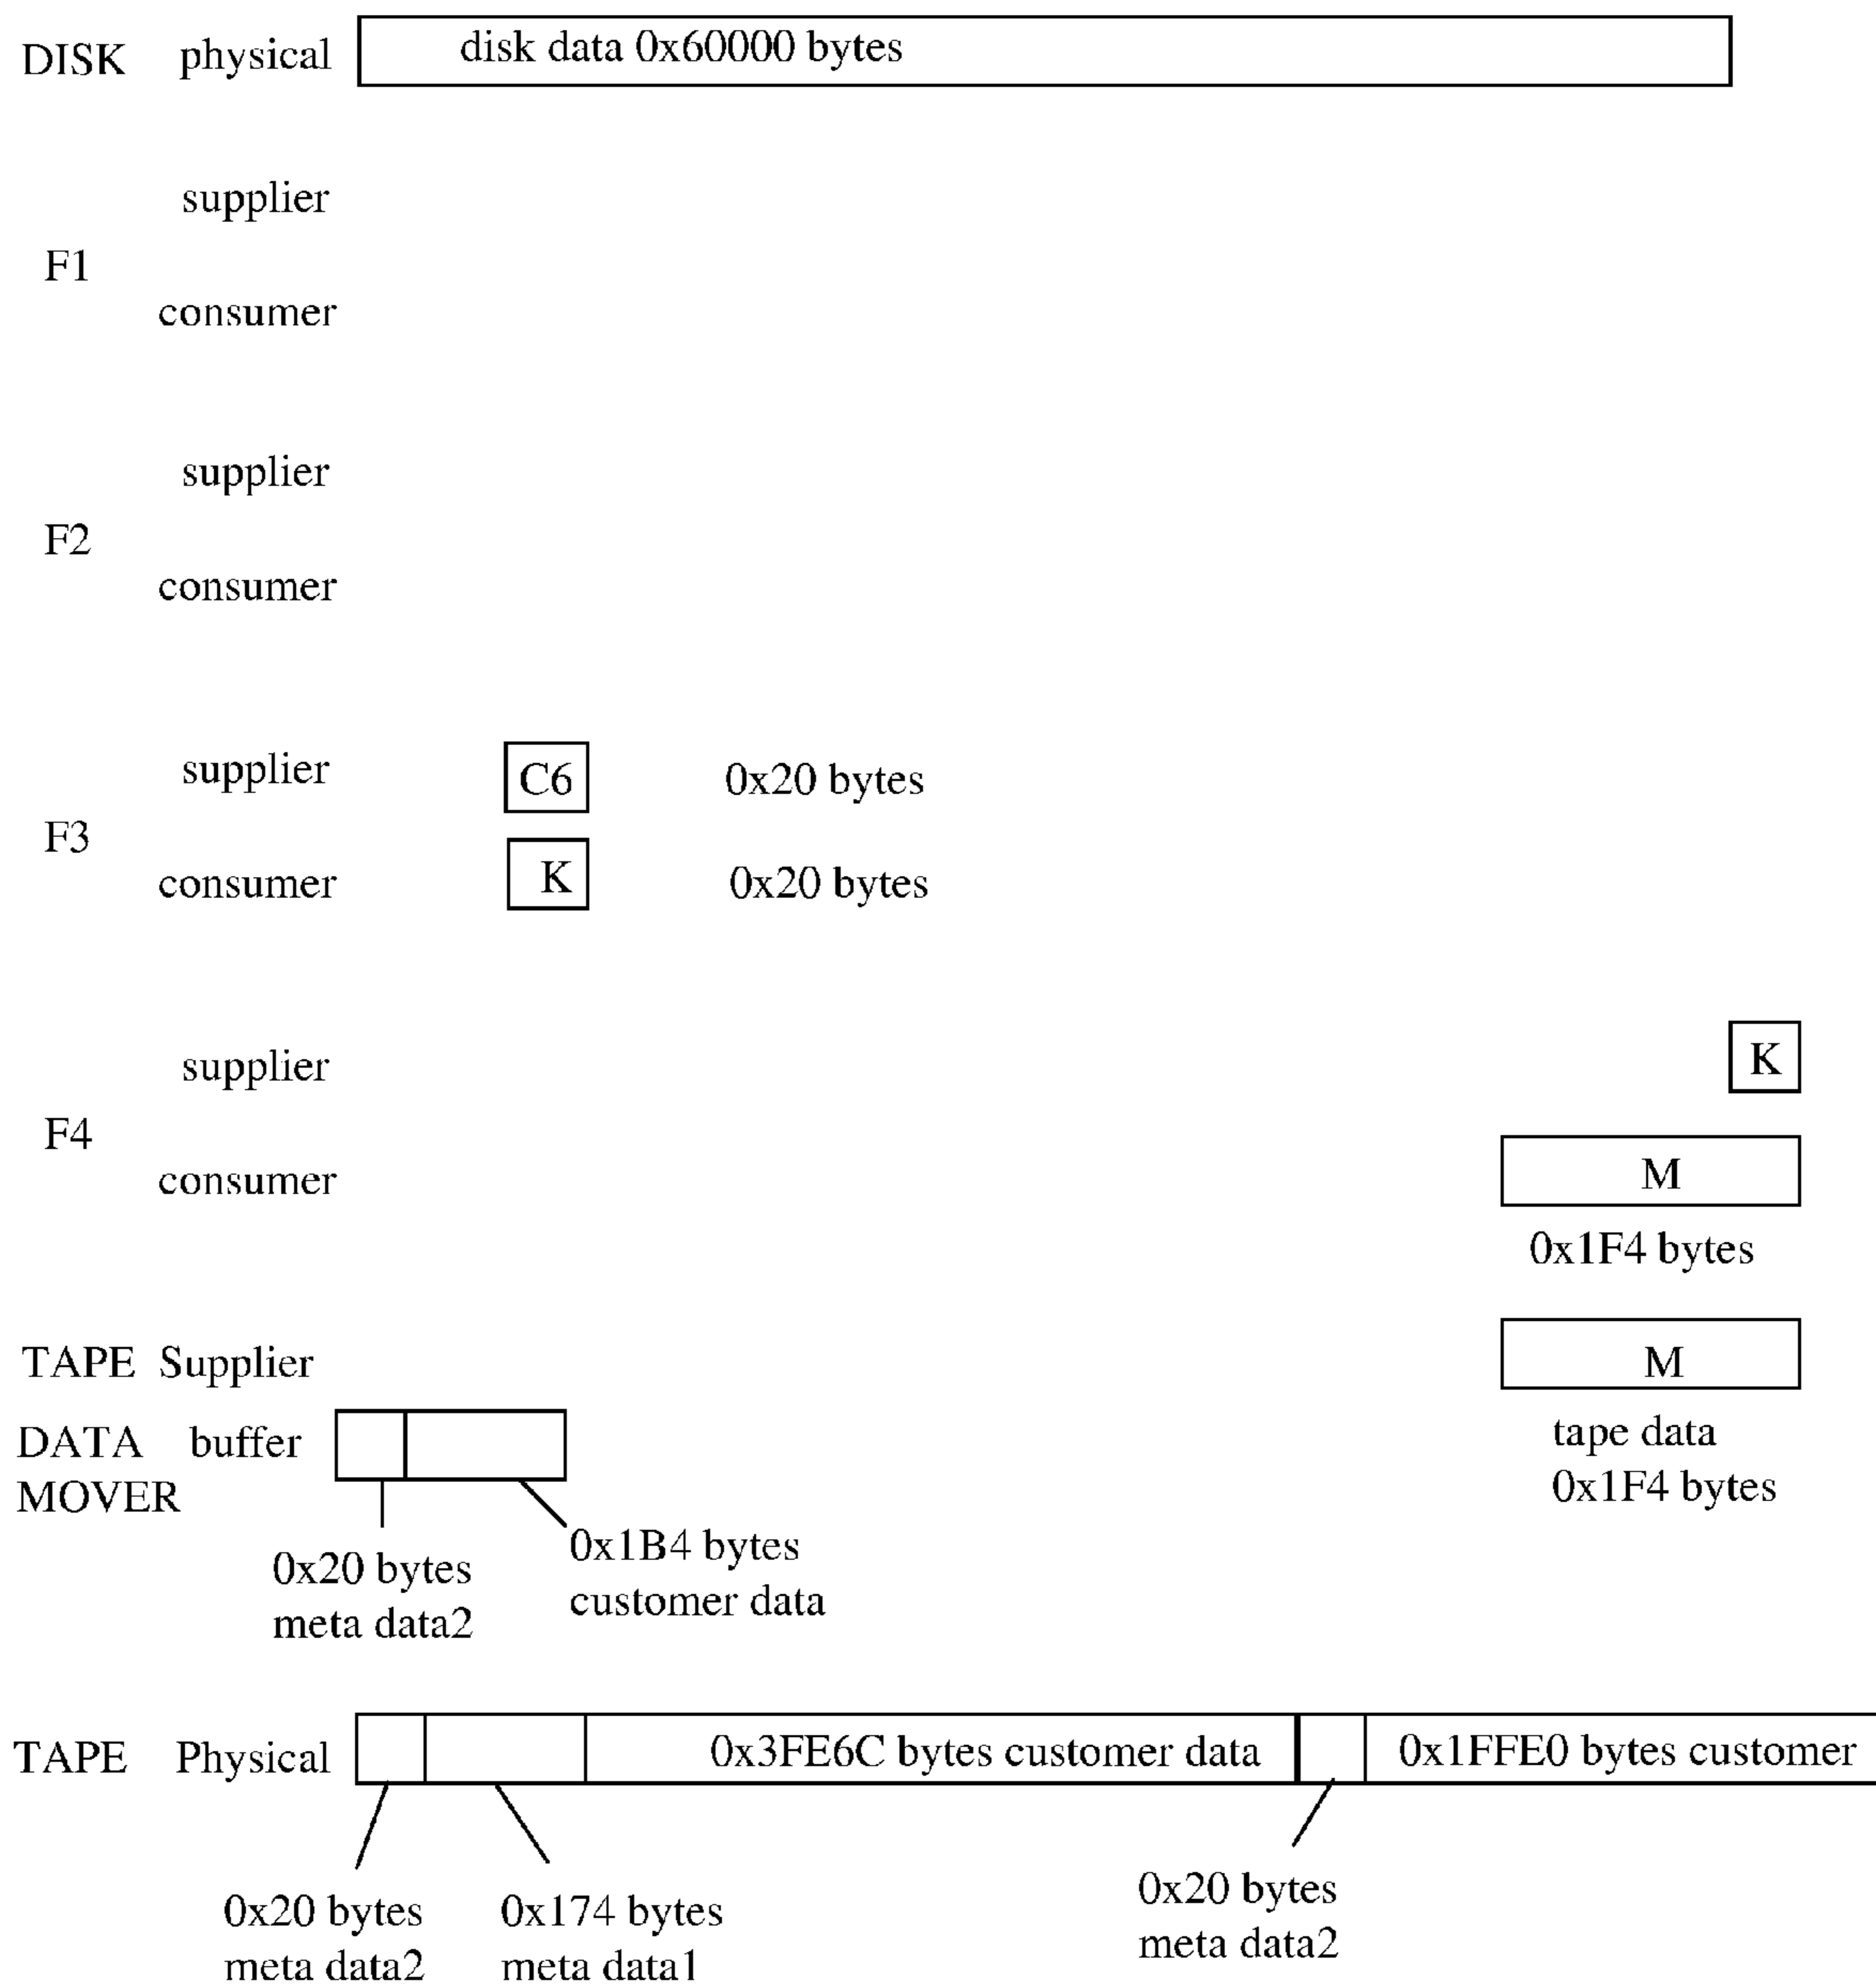 DISK physical disk data 0x60000 bytes
supplier
F1
consumer
supplier
F2
consumer
supplier C6 0x20 bytes
F3
consumer K 0x20 bytes
supplier K
F4
consumer M
0x1F4 bytes
TAPE Supplier M
DATA buffer tape data
MOVER 0x1F4 bytes
0x20 bytes
meta data2
0x1B4 bytes
customer data
TAPE Physical 0x3FE6C bytes customer data 0x1FFE0 bytes customer
0x20 bytes
meta data2
0x174 bytes
meta data1
0x20 bytes
meta data2